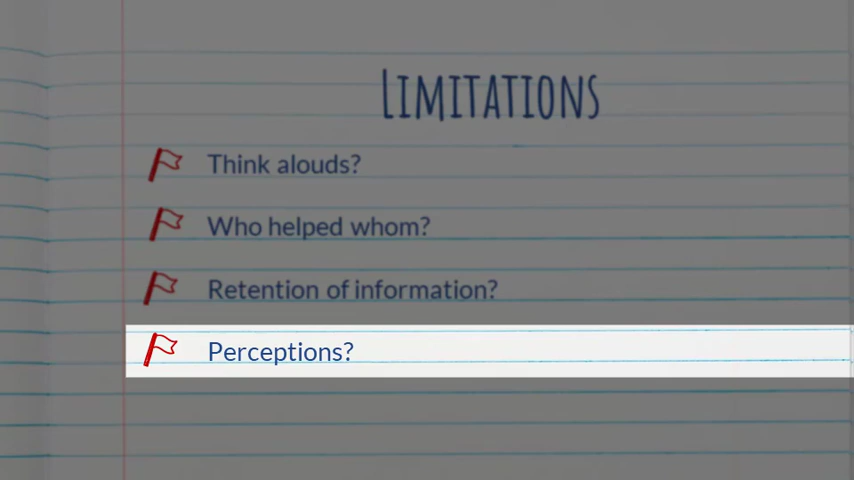 Limitations
Think alouds?
Who helped whom?
Retention of information?
Perceptions?